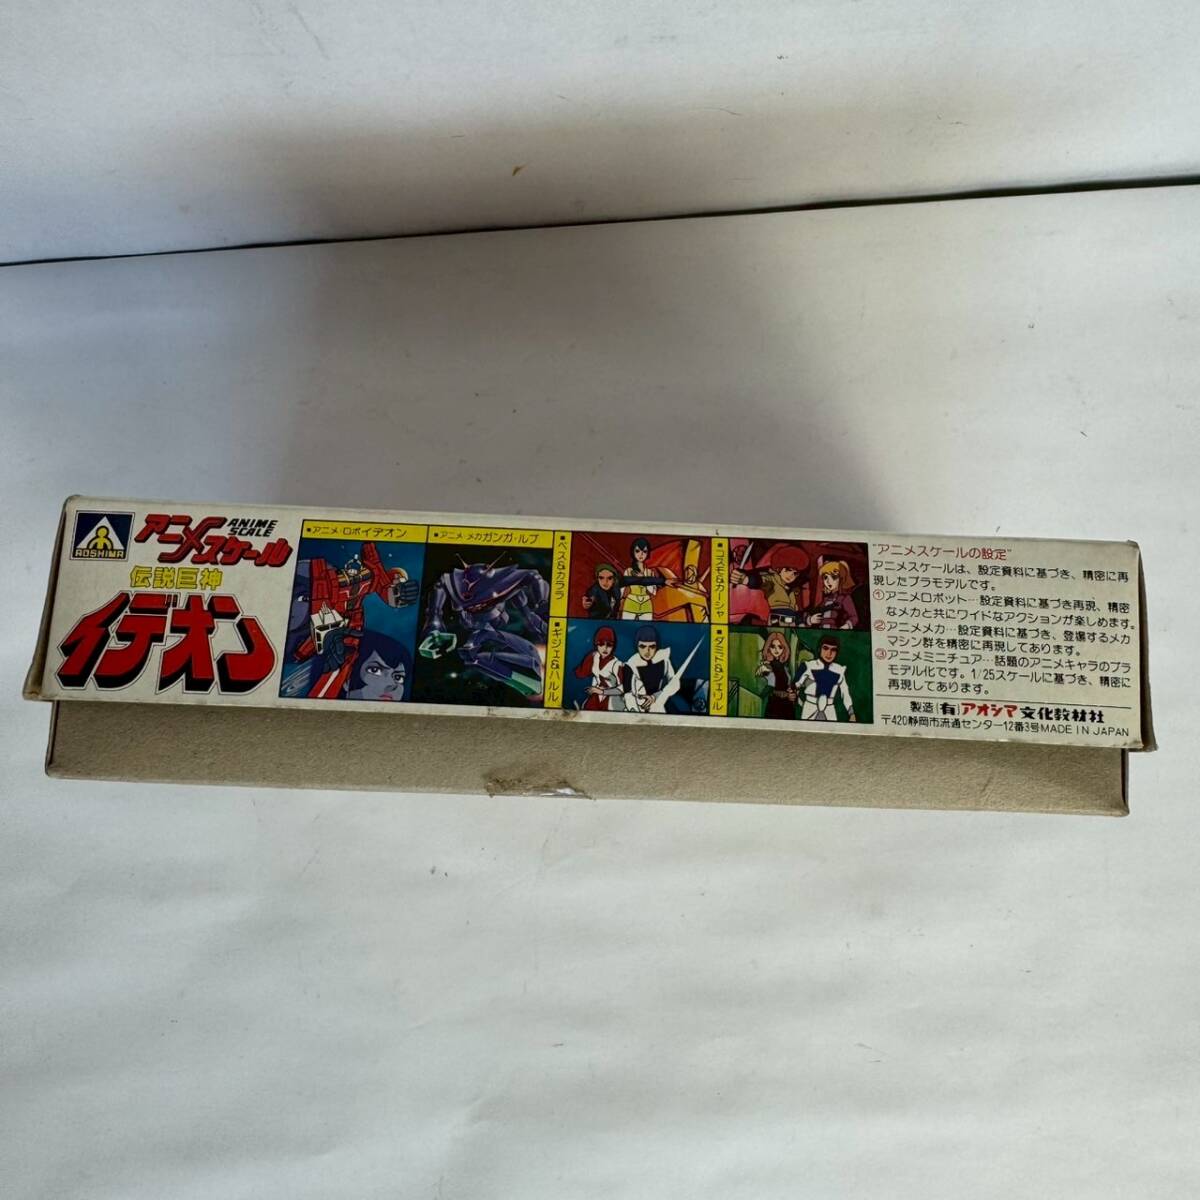 AOSHIMA
アニメスケール
ANIME
SCALE
伝説巨神
イデオン
●アニメ・ロボイデオン
●アニメ・メカガンガ・ルブ
■ベス&カララ
■ギジェ&ハルル
■コスモ&カーシャ
■ダミド&シェリル
"アニメスケールの設定"
アニメスケールは、設定資料に基づき、精密に再
現したプラモデルです。
①アニメロボット…設定資料に基づき再現、精密
なメカと共にワイドなアクションが楽しめます。
②アニメメカ…設定資料に基づき、登場するメカ
マシン群を精密に再現してあります。
③アニメミニチュア…話題のアニメキャラのプラ
モデル化です。1/25スケールに基づき、精密に
再現してあります。
製造(有)アオシマ文化教材社
〒420静岡市流通センター12番3号MADE IN JAPAN